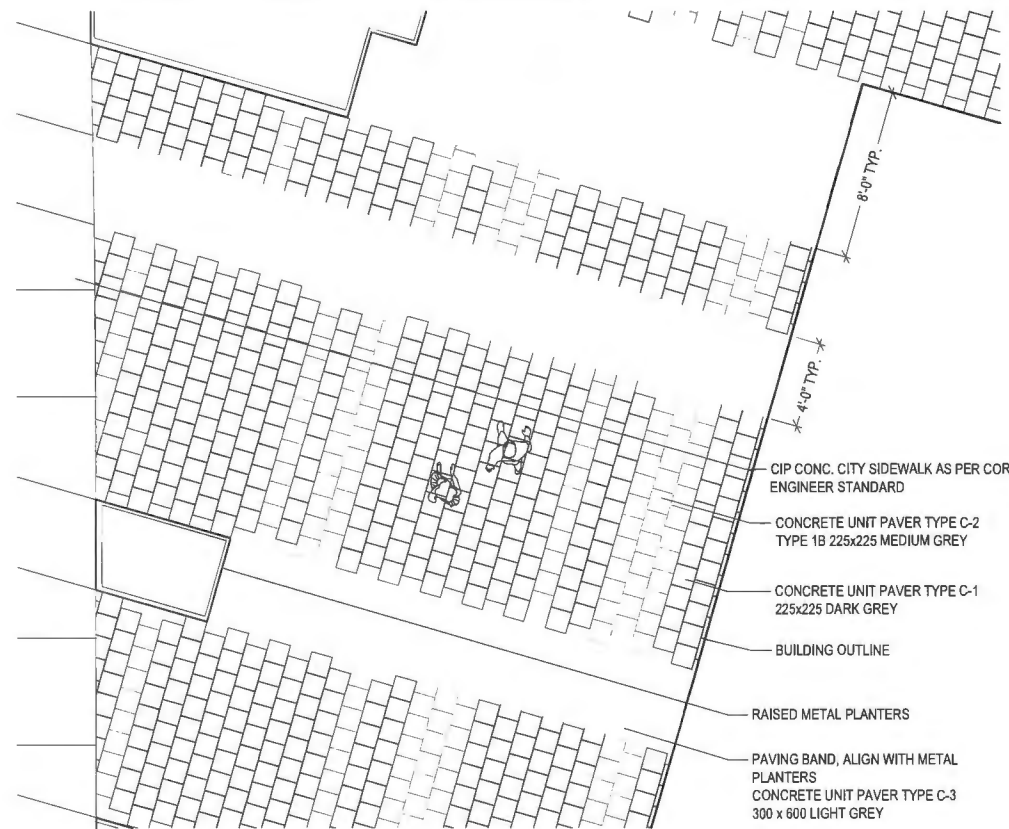 8'-0" TYP.
4'-0" TYP.
CIP CONC. CITY SIDEWALK AS PER COR
ENGINEER STANDARD
CONCRETE UNIT PAVER TYPE C-2
TYPE 1B 225x225 MEDIUM GREY
CONCRETE UNIT PAVER TYPE C-1
225x225 DARK GREY
BUILDING OUTLINE
RAISED METAL PLANTERS
PAVING BAND, ALIGN WITH METAL
PLANTERS
CONCRETE UNIT PAVER TYPE C-3
300 x 600 LIGHT GREY